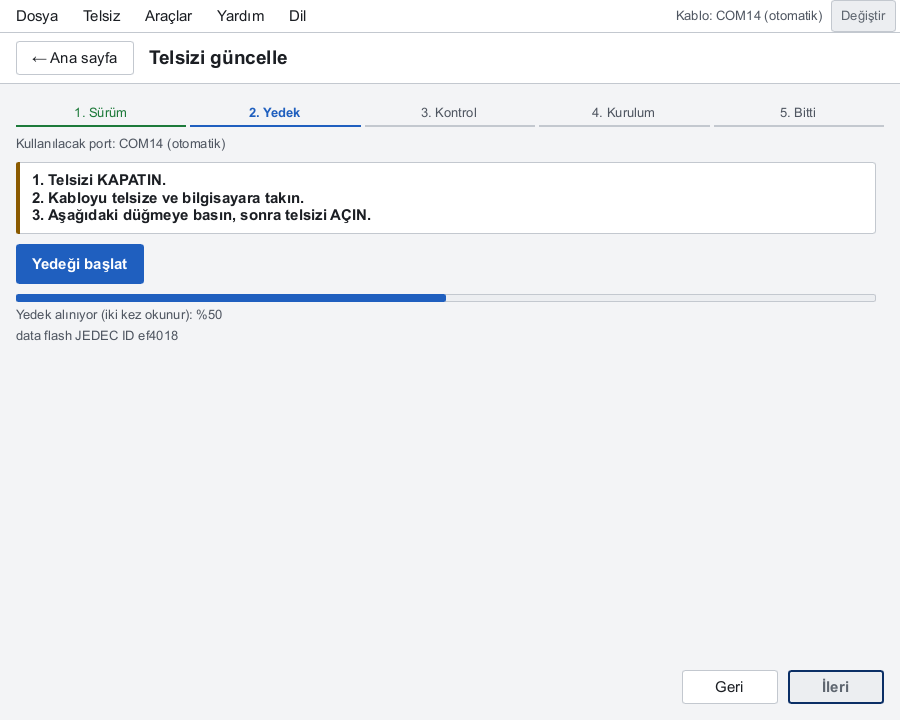 Dosya Telsiz Araçlar Yardım Dil Kablo: COM14 (otomatik) Değiştir
← Ana sayfa Telsizi güncelle
1. Sürüm 2. Yedek 3. Kontrol 4. Kurulum 5. Bitti
Kullanılacak port: COM14 (otomatik)
1. Telsizi KAPATIN.
2. Kabloyu telsize ve bilgisayara takın.
3. Aşağıdaki düğmeye basın, sonra telsizi AÇIN.
Yedeği başlat
Yedek alınıyor (iki kez okunur): %50
data flash JEDEC ID ef4018
Geri İleri